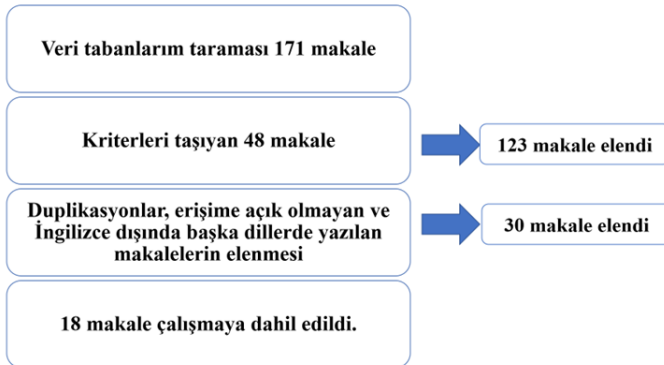 Veri tabanlarım taraması 171 makale
Kriterleri taşıyan 48 makale
123 makale elendi
Duplikasyonlar, erişime açık olmayan ve
İngilizce dışında başka dillerde yazılan
makalelerin elenmesi
30 makale elendi
18 makale çalışmaya dahil edildi.